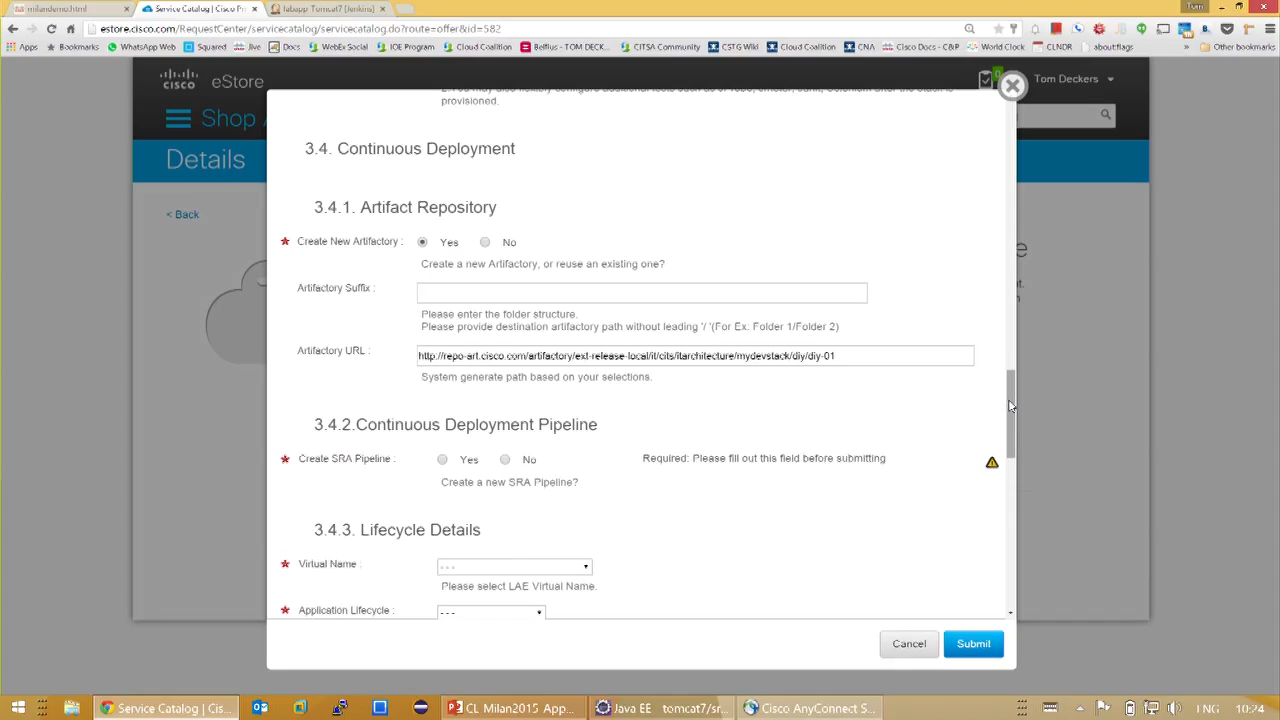 milandemo.html
Service Catalog | Cisco Pr
labapp Tomcat7 [Jenkins]
Tom
estore.cisco.com/RequestCenter/servicecatalog.do?route=offer&id=582
Apps
Bookmarks
WhatsApp Web
Squared
Docs
WebEx Social
IOE Program
Cloud Coalition
Belfius - TOM DECK...
CITSA Community
CSTG Wiki
Cloud Coalition
CNA
Cisco Docs - C&P
World Clock
CLNDR
about:flags
Other bookmarks
CISCO
eStore
Tom Deckers
Shop
Details
< Back
provisioned.
3.4. Continuous Deployment
3.4.1. Artifact Repository
Create New Artifactory :
Yes
No
Create a new Artifactory, or reuse an existing one?
Artifactory Suffix :
Please enter the folder structure.
Please provide destination artifactory path without leading '/ '(For Ex: Folder 1/Folder 2)
Artifactory URL :
http://repo-art.cisco.com/artifactory/ext-release-local/it/cits/itarchitecture/mydevstack/diy/diy-01
System generate path based on your selections.
3.4.2.Continuous Deployment Pipeline
Create SRA Pipeline :
Yes
No
Required: Please fill out this field before submitting
Create a new SRA Pipeline?
3.4.3. Lifecycle Details
Virtual Name :
- - -
Please select LAE Virtual Name.
Application Lifecycle :
- - -
Cancel
Submit
Service Catalog | Cis...
CL Milan2015 App...
Java EE - tomcat7/sr...
Cisco AnyConnect S...
ENG
10:24